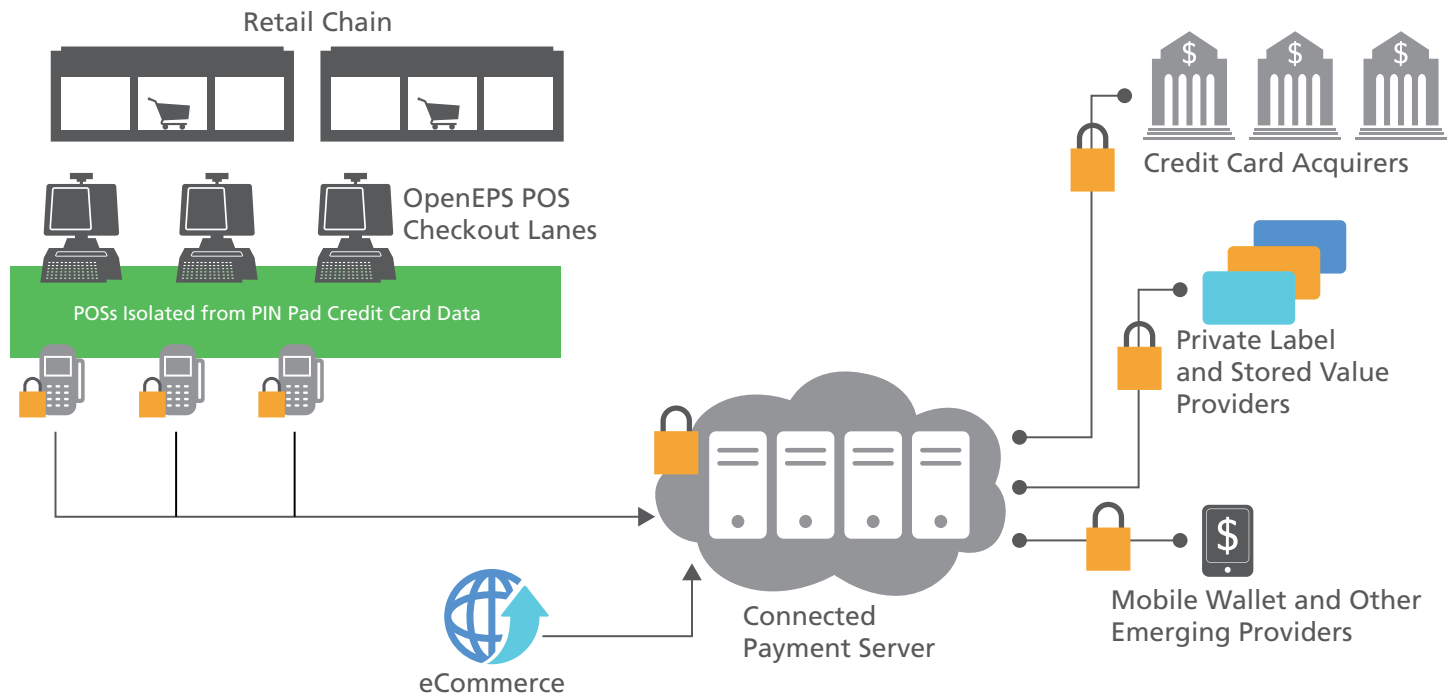 Retail Chain
$ $ $
Credit Card Acquirers
OpenEPS POS
Checkout Lanes
POSs Isolated from PIN Pad Credit Card Data
Private Label
and Stored Value
Providers
$
Mobile Wallet and Other
Emerging Providers
Connected
Payment Server
eCommerce